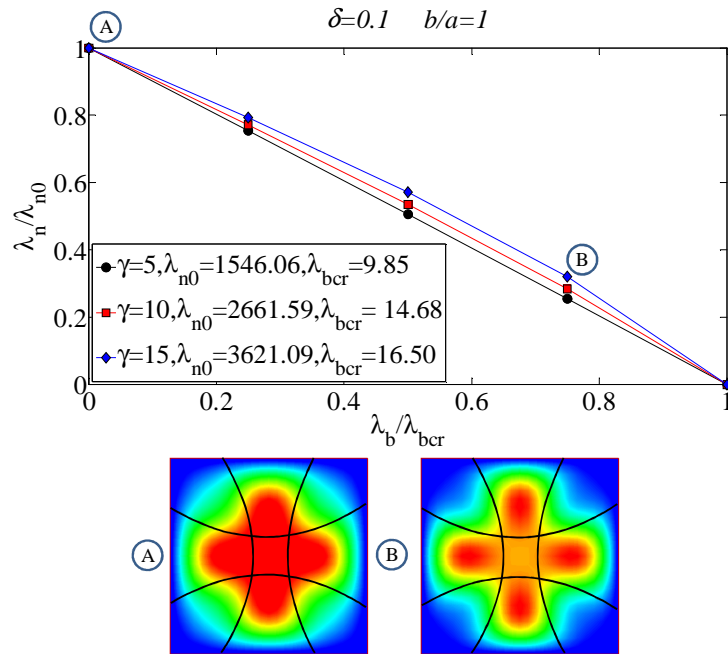 δ=0.1 b/a=1
A
1
0.8
0.6
0.4
0.2
0
λn/λn0
B
γ=5,λn0=1546.06,λbcr=9.85
γ=10,λn0=2661.59,λbcr= 14.68
γ=15,λn0=3621.09,λbcr=16.50
0 0.2 0.4 0.6 0.8 1
λb/λbcr
A
B